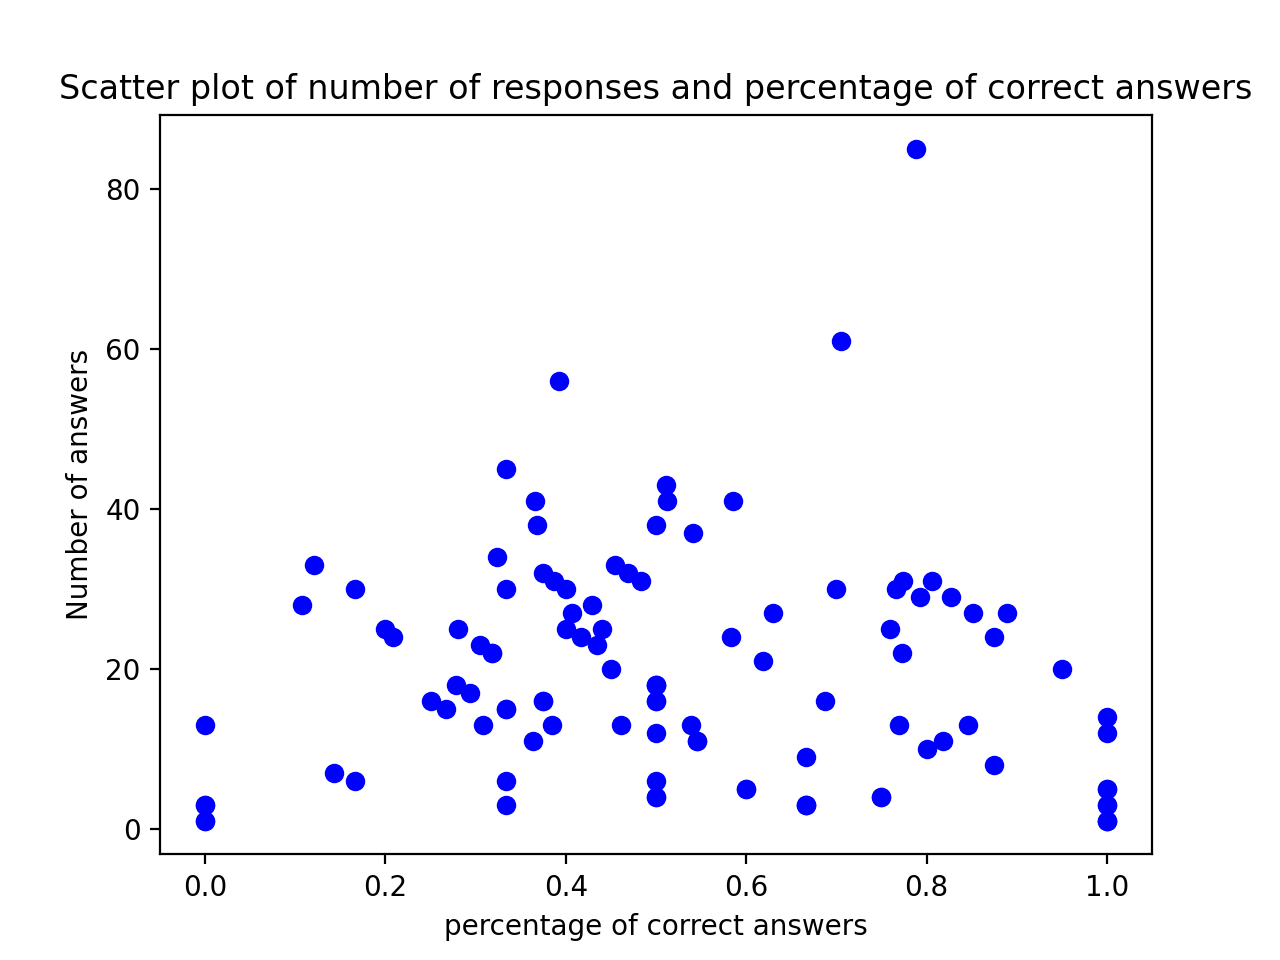 Scatter plot of number of responses and percentage of correct answers
80
60
40
20
0
Number of answers
0.0 0.2 0.4 0.6 0.8 1.0
percentage of correct answers